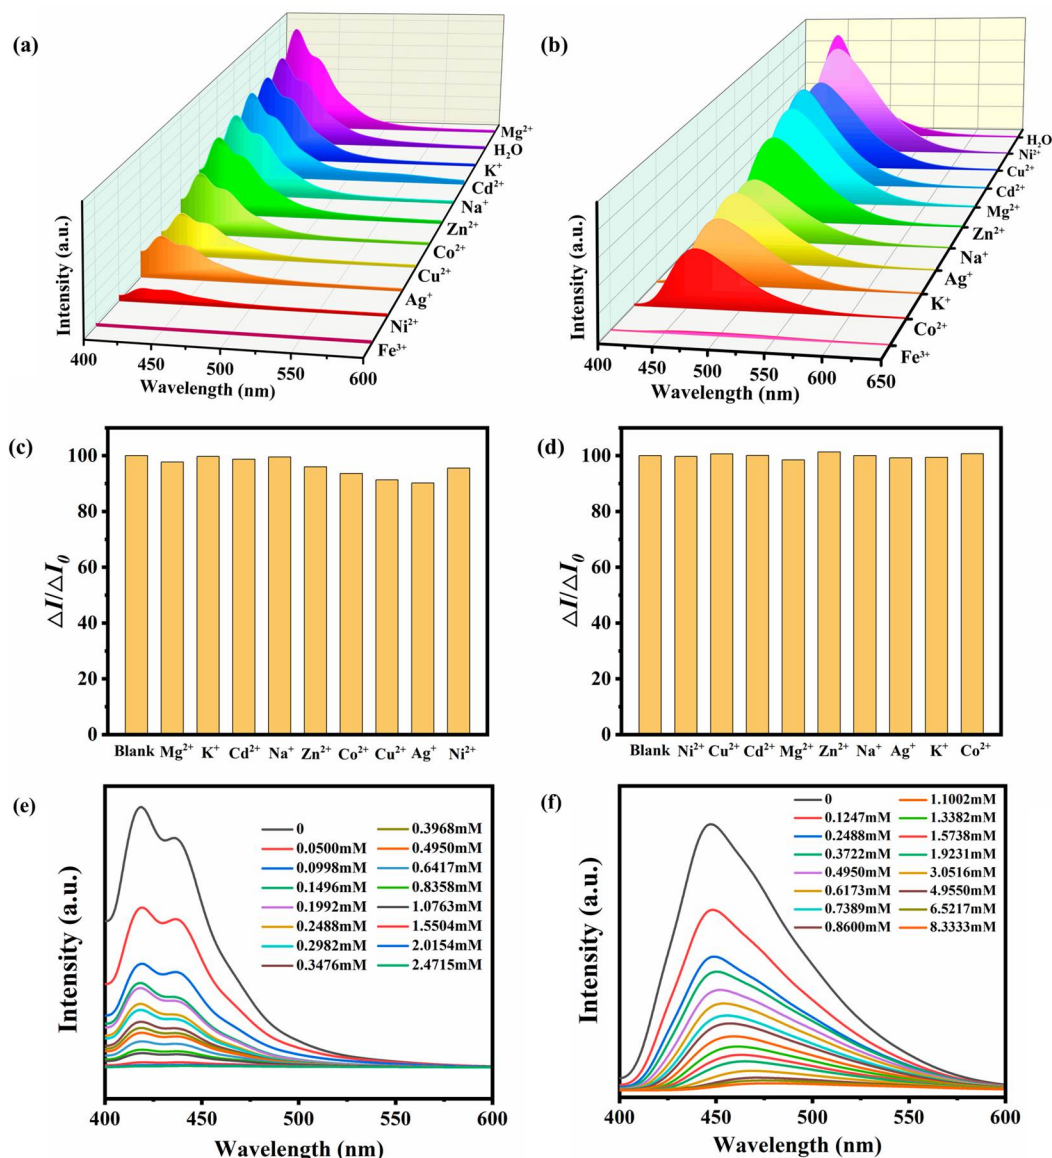 (a)
Intensity (a.u.)
Mg²⁺
H₂O
K⁺
Cd²⁺
Na⁺
Zn²⁺
Co²⁺
Cu²⁺
Ag⁺
Ni²⁺
Fe³⁺
400 450 500 550 600
Wavelength (nm)
(b)
Intensity (a.u.)
H₂O
Ni²⁺
Cu²⁺
Cd²⁺
Mg²⁺
Zn²⁺
Na⁺
Ag⁺
K⁺
Co²⁺
Fe³⁺
400 450 500 550 600 650
Wavelength (nm)
(c)
△I/△I₀
100
80
60
40
20
0
Blank Mg²⁺ K⁺ Cd²⁺ Na⁺ Zn²⁺ Co²⁺ Cu²⁺ Ag⁺ Ni²⁺
(d)
△I/△I₀
100
80
60
40
20
0
Blank Ni²⁺ Cu²⁺ Cd²⁺ Mg²⁺ Zn²⁺ Na⁺ Ag⁺ K⁺ Co²⁺
(e)
Intensity (a.u.)
0 0.3968mM
0.0500mM 0.4950mM
0.0998mM 0.6417mM
0.1496mM 0.8358mM
0.1992mM 1.0763mM
0.2488mM 1.5504mM
0.2982mM 2.0154mM
0.3476mM 2.4715mM
400 450 500 550 600
Wavelength (nm)
(f)
Intensity (a.u.)
0 1.1002mM
0.1247mM 1.3382mM
0.2488mM 1.5738mM
0.3722mM 1.9231mM
0.4950mM 3.0516mM
0.6173mM 4.9550mM
0.7389mM 6.5217mM
0.8600mM 8.3333mM
400 450 500 550 600
Wavelength (nm)